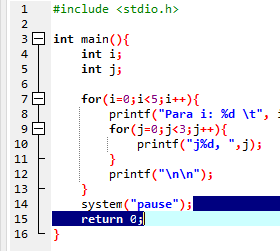 1 #include <stdio.h>
2
3 int main(){
4 int i;
5 int j;
6
7 for(i=0;i<5;i++){
8 printf("Para i: %d \t",
9 for(j=0;j<3;j++){
10 printf("j%d, ",j);
11 }
12 printf("\n\n");
13 }
14 system("pause");
15 return 0;
16 }